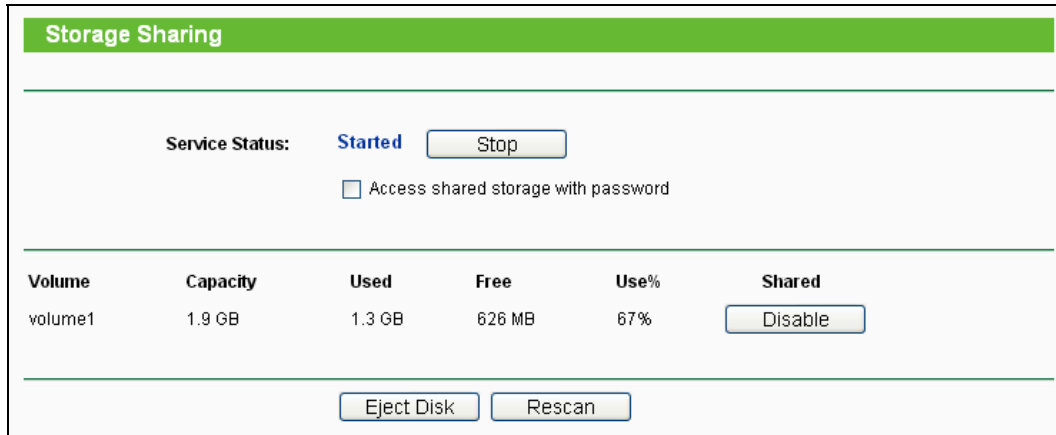 Storage Sharing
Service Status: Started Stop
Access shared storage with password
Volume Capacity Used Free Use% Shared
volume1 1.9 GB 1.3 GB 626 MB 67% Disable
Eject Disk Rescan